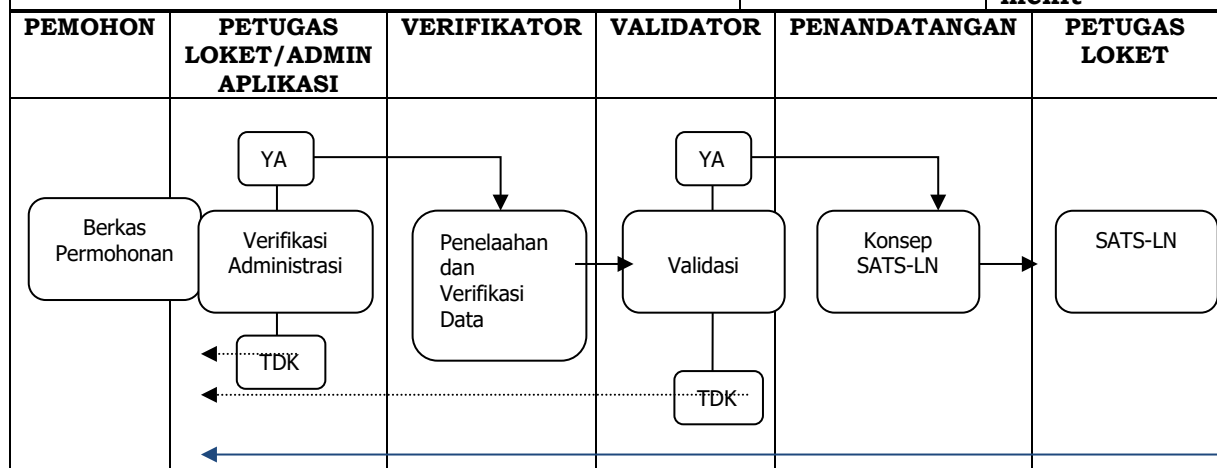 menit
PEMOHON
PETUGAS
LOKET/ADMIN
APLIKASI
VERIFIKATOR
VALIDATOR
PENANDATANGAN
PETUGAS
LOKET
YA
YA
Berkas
Permohonan
Verifikasi
Administrasi
Penelaahan
dan
Verifikasi
Data
Validasi
Konsep
SATS-LN
SATS-LN
TDK
TDK